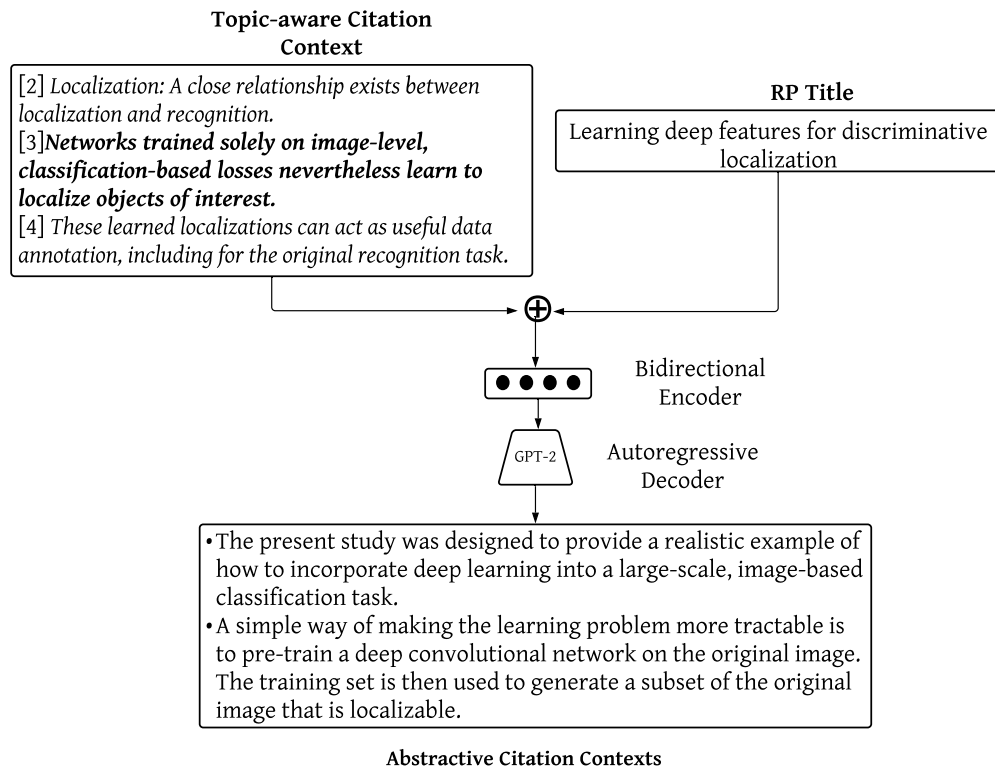 Topic-aware Citation
Context
[2] Localization: A close relationship exists between
localization and recognition.
[3]Networks trained solely on image-level,
classification-based losses nevertheless learn to
localize objects of interest.
[4] These learned localizations can act as useful data
annotation, including for the original recognition task.
RP Title
Learning deep features for discriminative
localization
Bidirectional
Encoder
GPT-2
Autoregressive
Decoder
•The present study was designed to provide a realistic example of
how to incorporate deep learning into a large-scale, image-based
classification task.
•A simple way of making the learning problem more tractable is
to pre-train a deep convolutional network on the original image.
The training set is then used to generate a subset of the original
image that is localizable.
Abstractive Citation Contexts